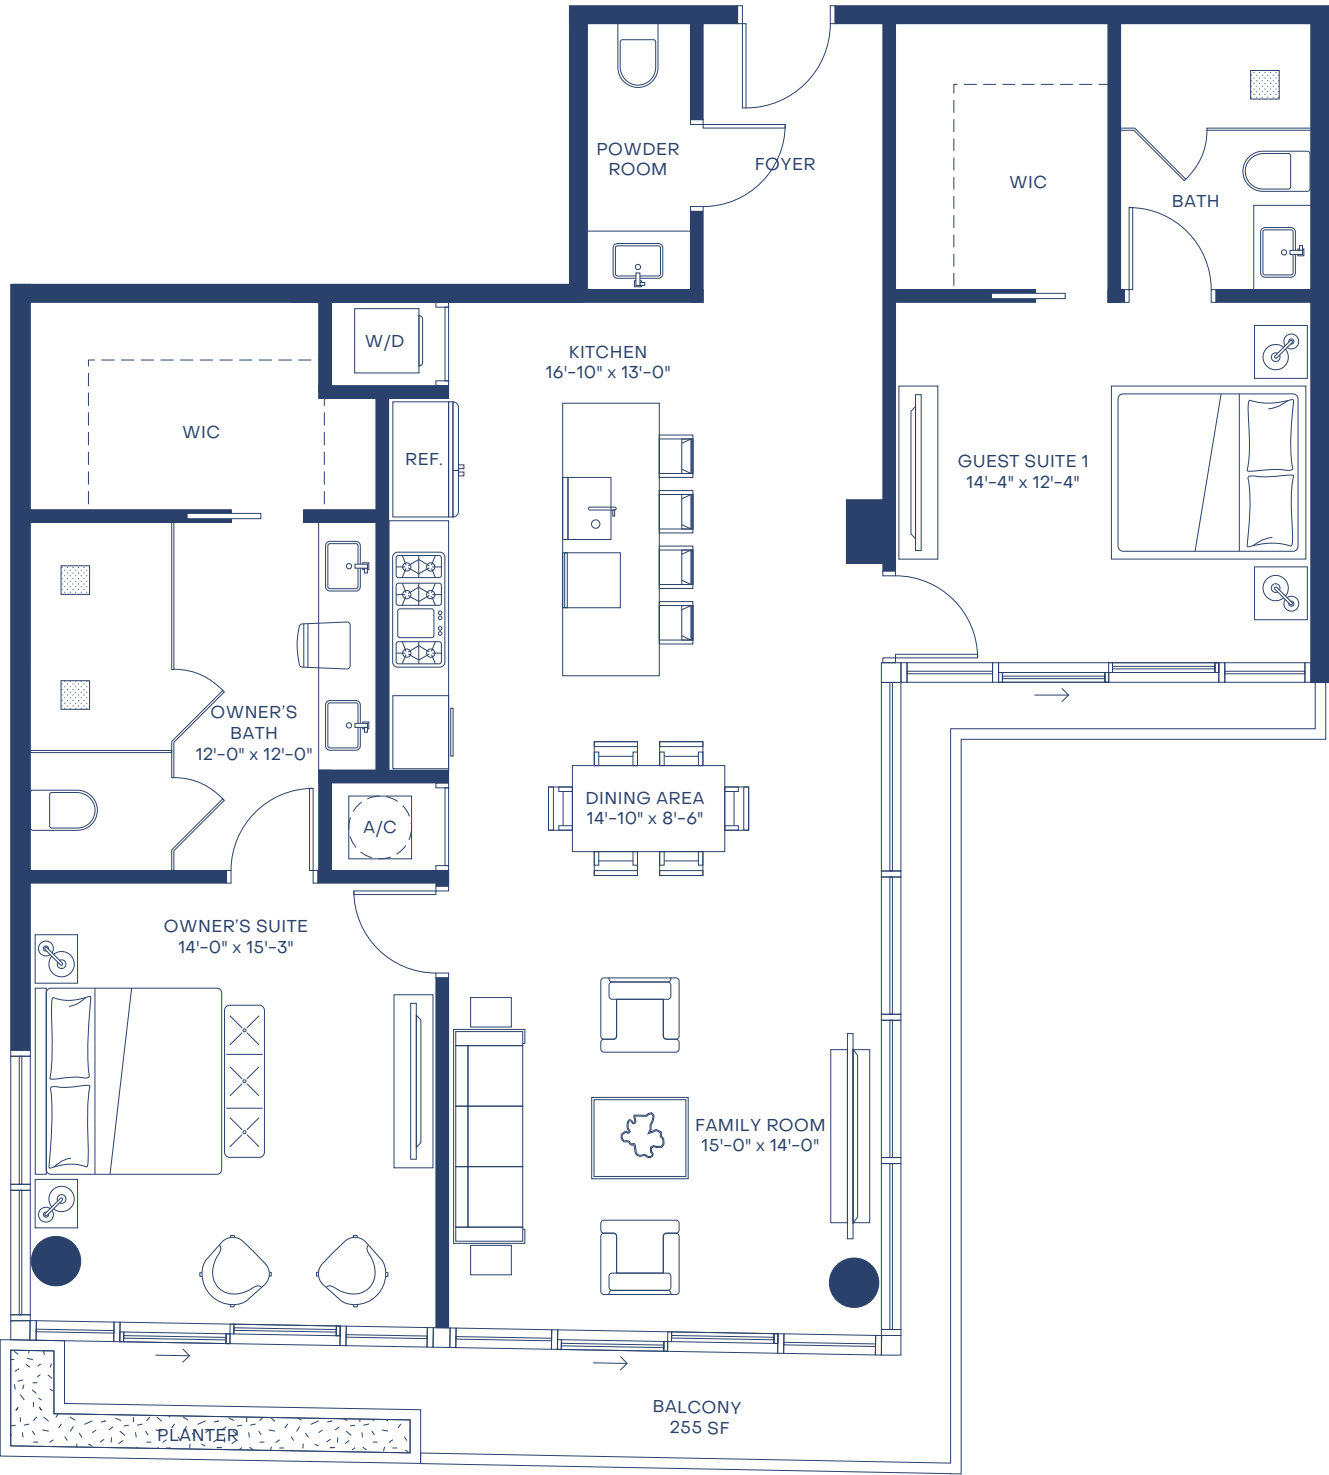 POWDER
ROOM
FOYER
WIC
BATH
W/D
KITCHEN
16'-10" x 13'-0"
WIC
REF.
GUEST SUITE 1
14'-4" x 12'-4"
OWNER'S
BATH
12'-0" x 12'-0"
DINING AREA
14'-10" x 8'-6"
A/C
OWNER'S SUITE
14'-0" x 15'-3"
FAMILY ROOM
15'-0" x 14'-0"
BALCONY
255 SF
PLANTER